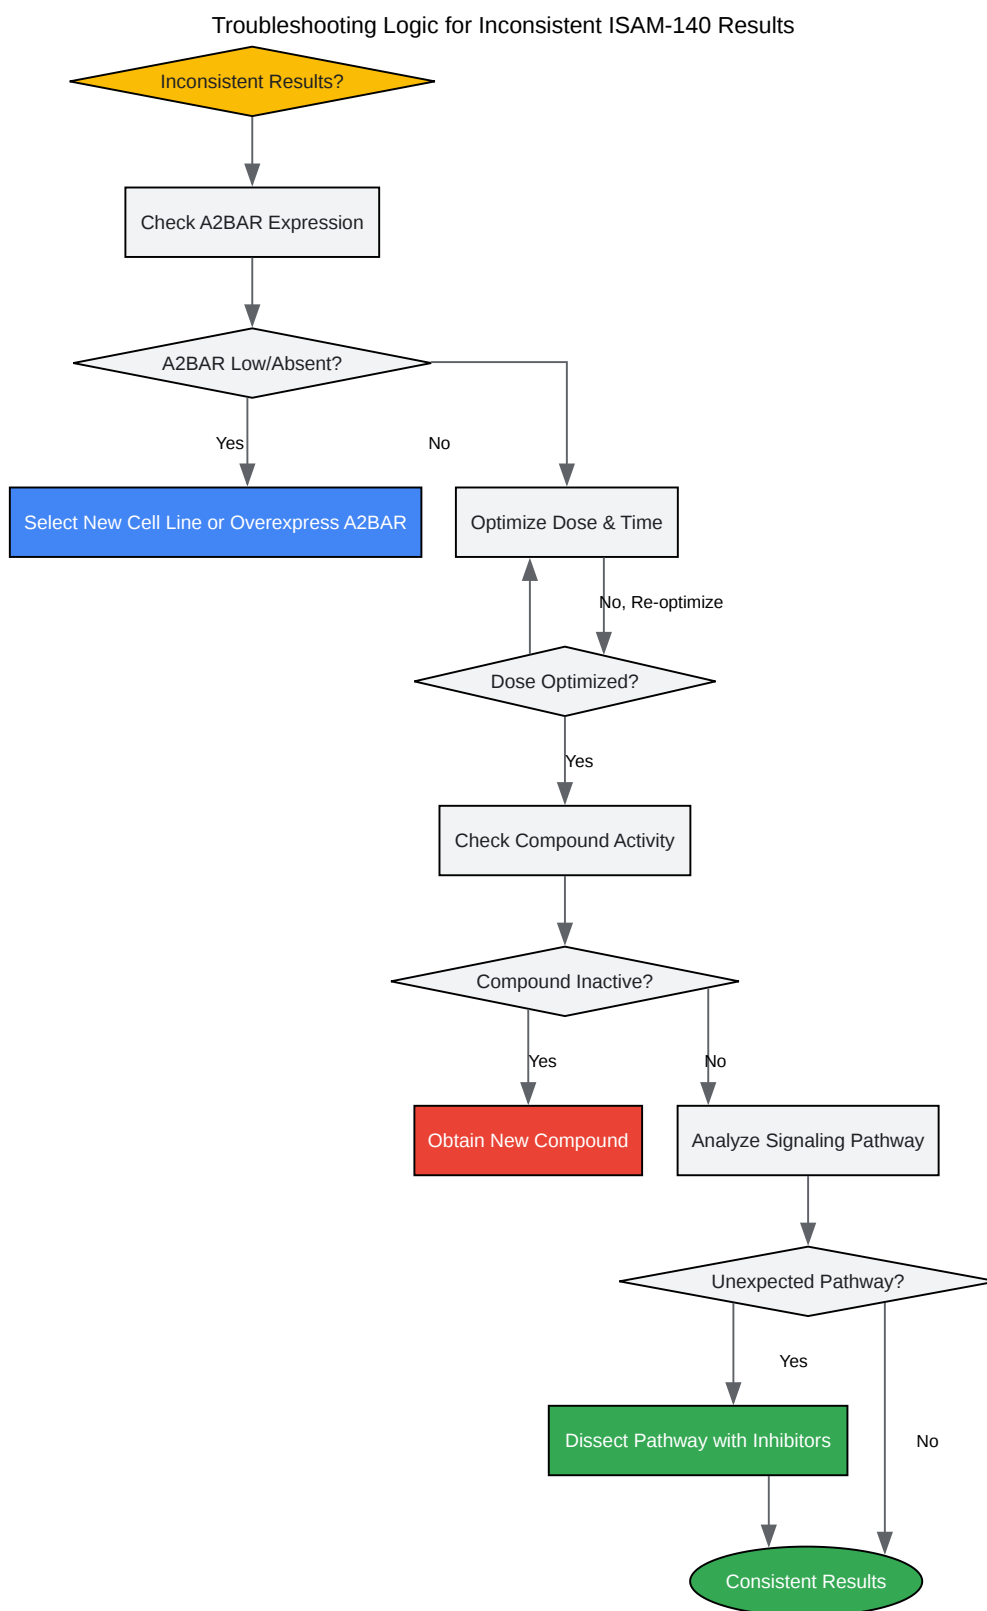 Troubleshooting Logic for Inconsistent ISAM-140 Results
Inconsistent Results?
Check A2BAR Expression
A2BAR Low/Absent?
Yes
No
Select New Cell Line or Overexpress A2BAR
Optimize Dose & Time
No, Re-optimize
Dose Optimized?
Yes
Check Compound Activity
Compound Inactive?
Yes
No
Obtain New Compound
Analyze Signaling Pathway
Unexpected Pathway?
Yes
Dissect Pathway with Inhibitors
No
Consistent Results